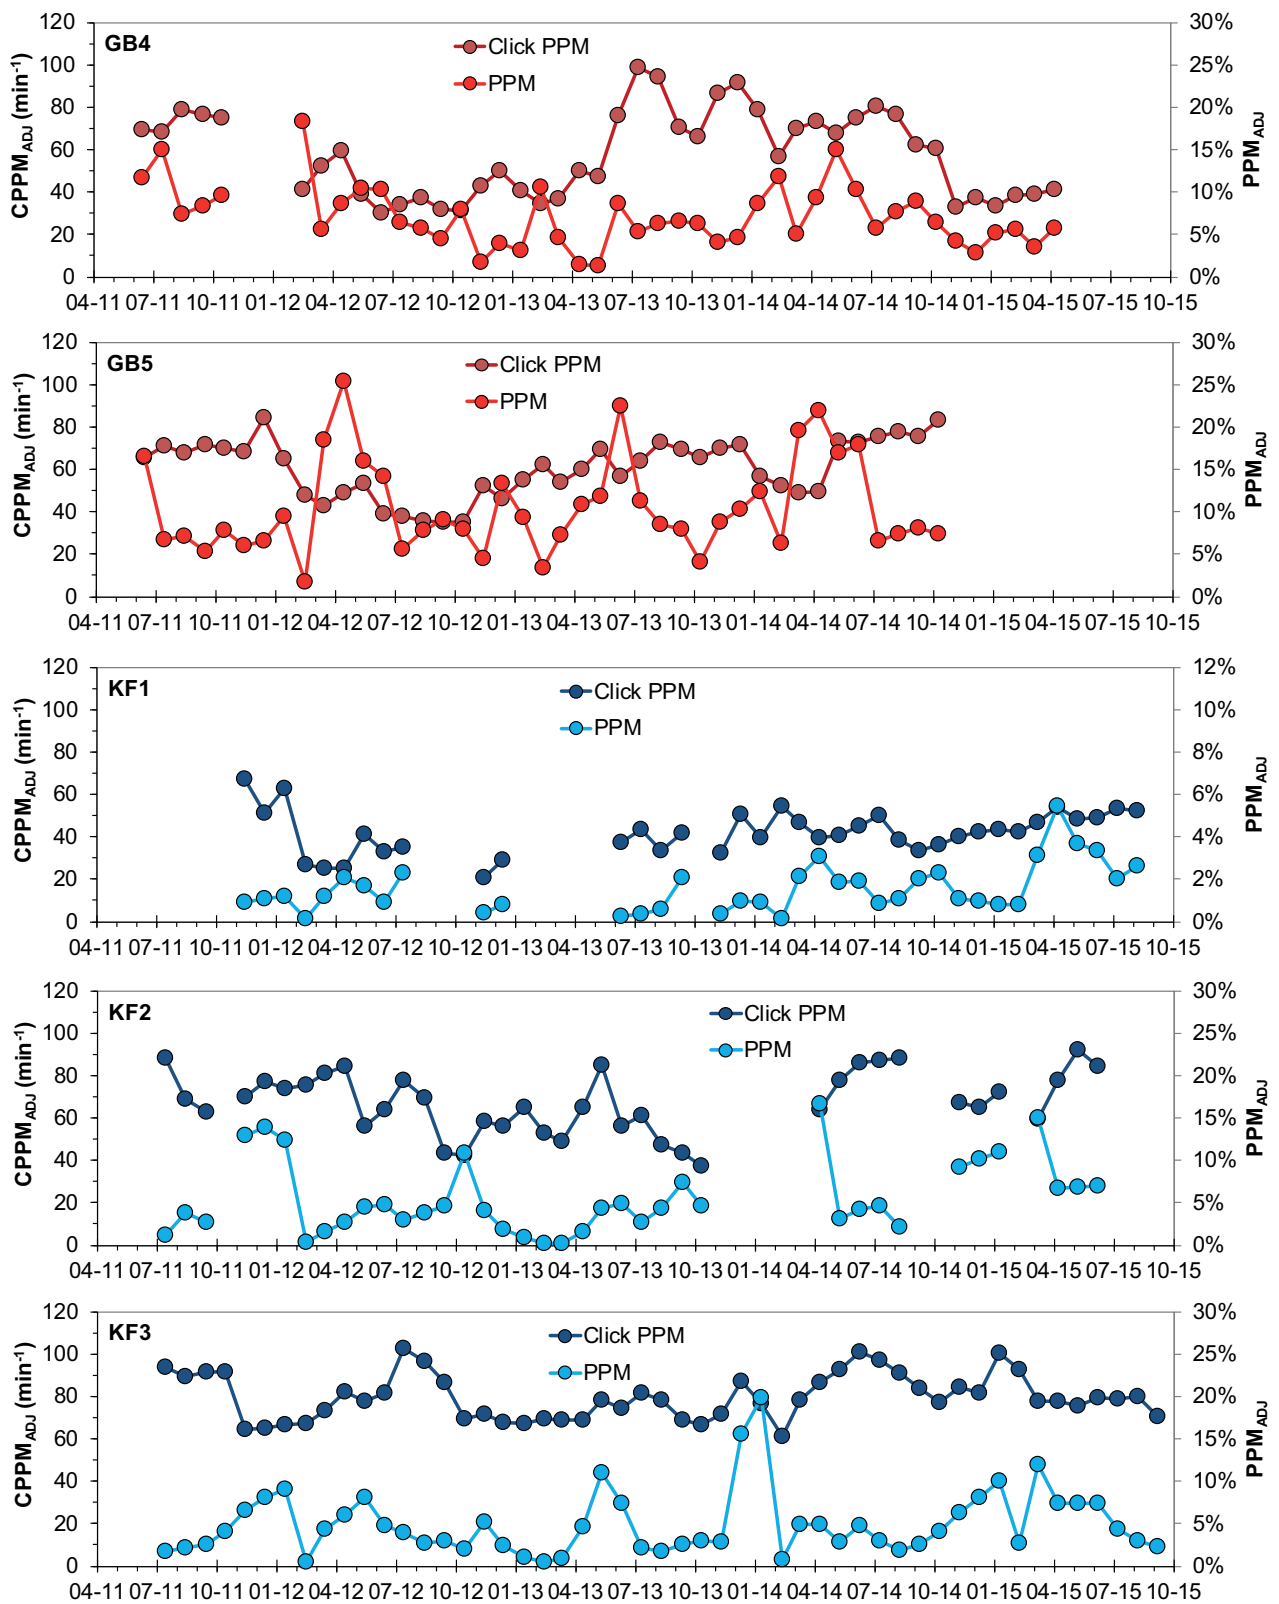 GB4
Click PPM
PPM
120 100 80 60 40 20 0
CPPM_ADJ (min⁻¹)
30% 25% 20% 15% 10% 5% 0%
PPM_ADJ
04-11 07-11 10-11 01-12 04-12 07-12 10-12 01-13 04-13 07-13 10-13 01-14 04-14 07-14 10-14 01-15 04-15 07-15 10-15
GB5
Click PPM
PPM
120 100 80 60 40 20 0
CPPM_ADJ (min⁻¹)
30% 25% 20% 15% 10% 5% 0%
PPM_ADJ
04-11 07-11 10-11 01-12 04-12 07-12 10-12 01-13 04-13 07-13 10-13 01-14 04-14 07-14 10-14 01-15 04-15 07-15 10-15
KF1
Click PPM
PPM
120 100 80 60 40 20 0
CPPM_ADJ (min⁻¹)
12% 10% 8% 6% 4% 2% 0%
PPM_ADJ
04-11 07-11 10-11 01-12 04-12 07-12 10-12 01-13 04-13 07-13 10-13 01-14 04-14 07-14 10-14 01-15 04-15 07-15 10-15
KF2
Click PPM
PPM
120 100 80 60 40 20 0
CPPM_ADJ (min⁻¹)
30% 25% 20% 15% 10% 5% 0%
PPM_ADJ
04-11 07-11 10-11 01-12 04-12 07-12 10-12 01-13 04-13 07-13 10-13 01-14 04-14 07-14 10-14 01-15 04-15 07-15 10-15
KF3
Click PPM
PPM
120 100 80 60 40 20 0
CPPM_ADJ (min⁻¹)
30% 25% 20% 15% 10% 5% 0%
PPM_ADJ
04-11 07-11 10-11 01-12 04-12 07-12 10-12 01-13 04-13 07-13 10-13 01-14 04-14 07-14 10-14 01-15 04-15 07-15 10-15